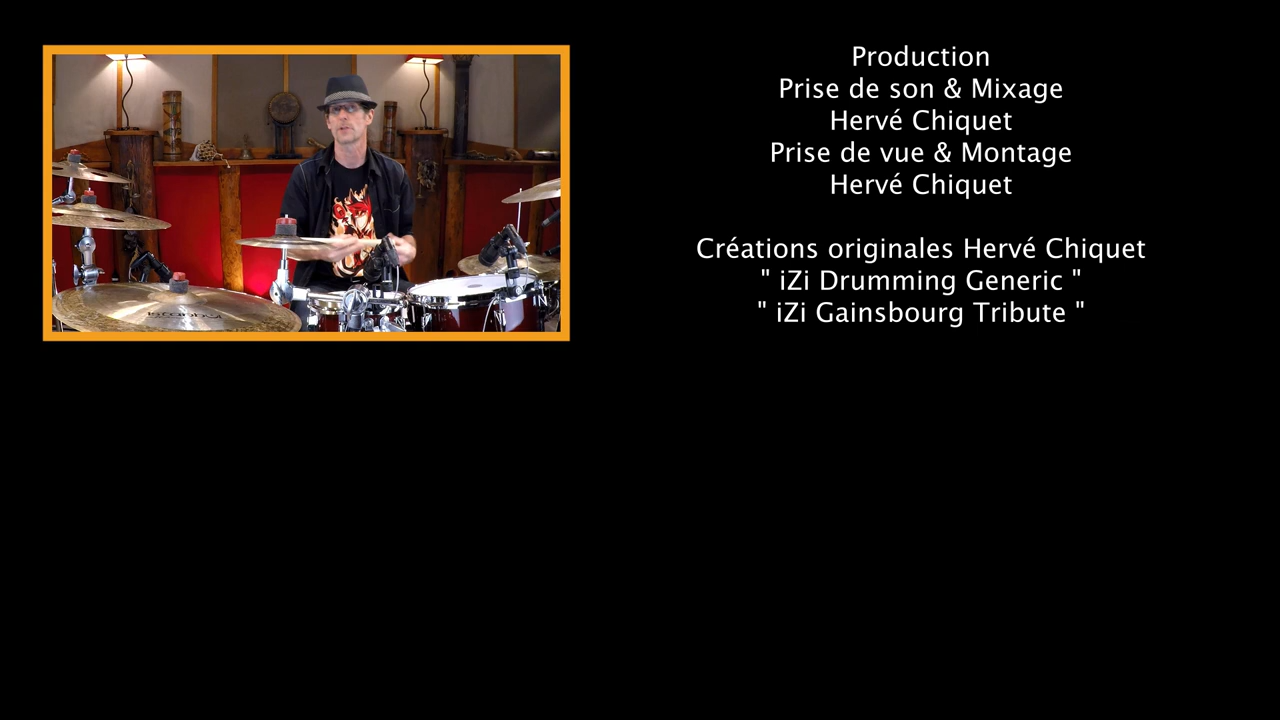 Production
Prise de son & Mixage
Hervé Chiquet
Prise de vue & Montage
Hervé Chiquet
Créations originales Hervé Chiquet
" iZi Drumming Generic "
" iZi Gainsbourg Tribute "
istanbul